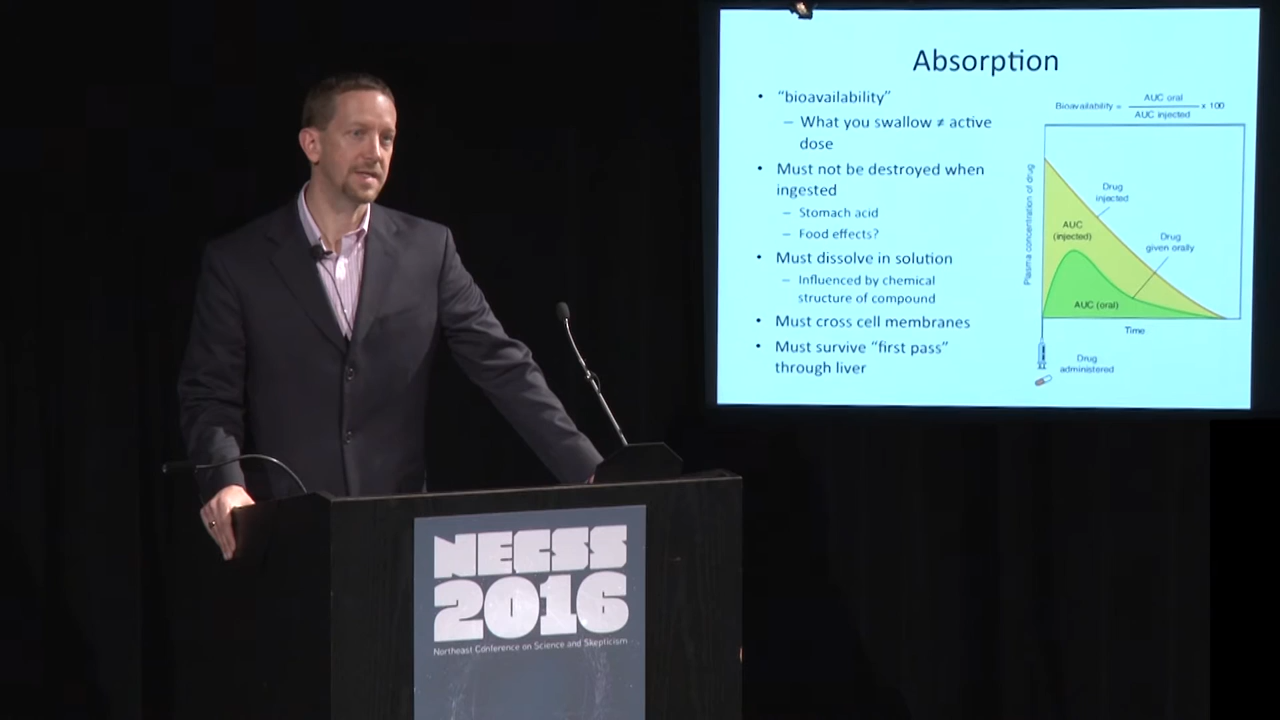 Absorption
• "bioavailability"
– What you swallow ≠ active
dose
• Must not be destroyed when
ingested
– Stomach acid
– Food effects?
• Must dissolve in solution
– Influenced by chemical
structure of compound
• Must cross cell membranes
• Must survive "first pass"
through liver
Bioavailability = AUC oral / AUC injected x 100
Plasma concentration of drug
Drug
injected
AUC
(injected)
Drug
given orally
AUC (oral)
Time
Drug
administered
NECSS
2016
Northeast Conference on Science and Skepticism